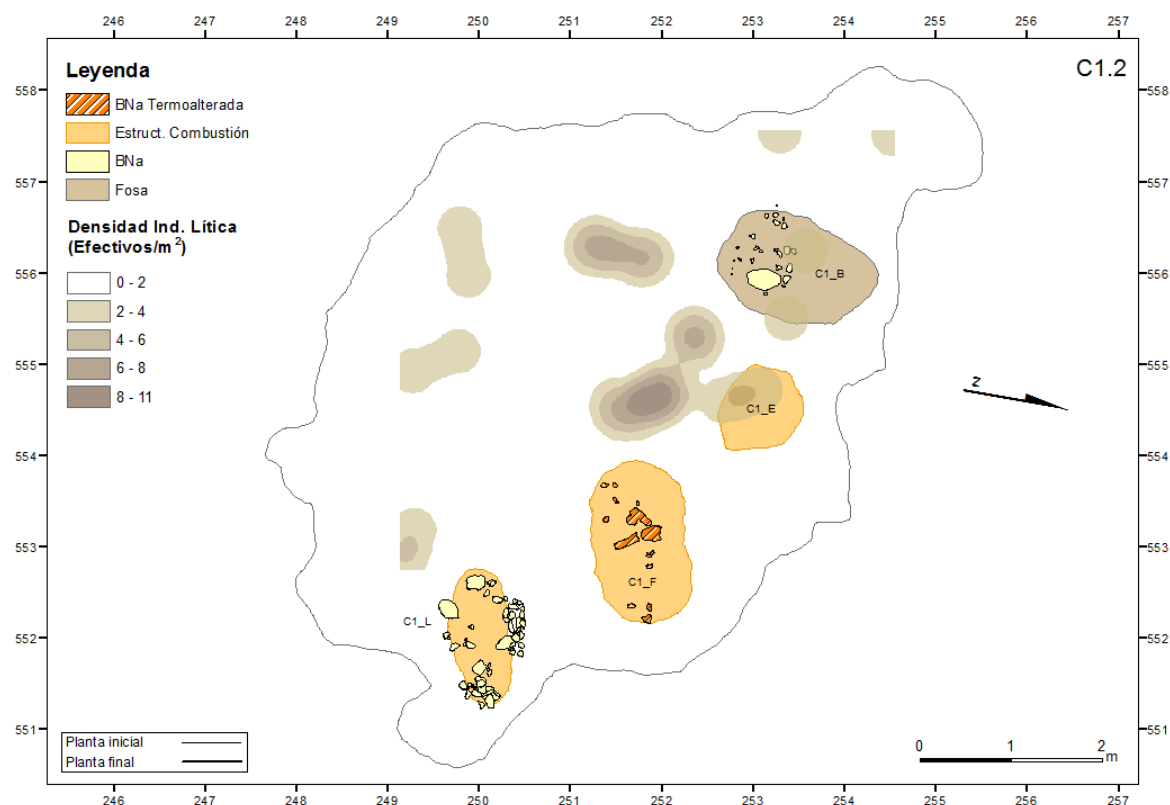 246 247 248 249 250 251 252 253 254 255 256 257
C1.2
Leyenda
BNa Termoalterada
Estruct. Combustión
BNa
Fosa
Densidad Ind. Lítica
(Efectivos/m²)
0 - 2
2 - 4
4 - 6
6 - 8
8 - 11
558
557
556
555
554
553
552
551
558
557
556
555
554
553
552
551
C1_B
C1_E
C1_F
C1_L
z
Planta inicial
Planta final
0 1 2
m
246 247 248 249 250 251 252 253 254 255 256 257